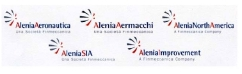 AleniaAeronautica
Una Società Finmeccanica
AleniaAermacchi
Una Società Finmeccanica
AleniaNorthAmerica
A Finmeccanica Company
AleniaSIA
Una Società Finmeccanica
AleniaImprovement
A Finmeccanica Company